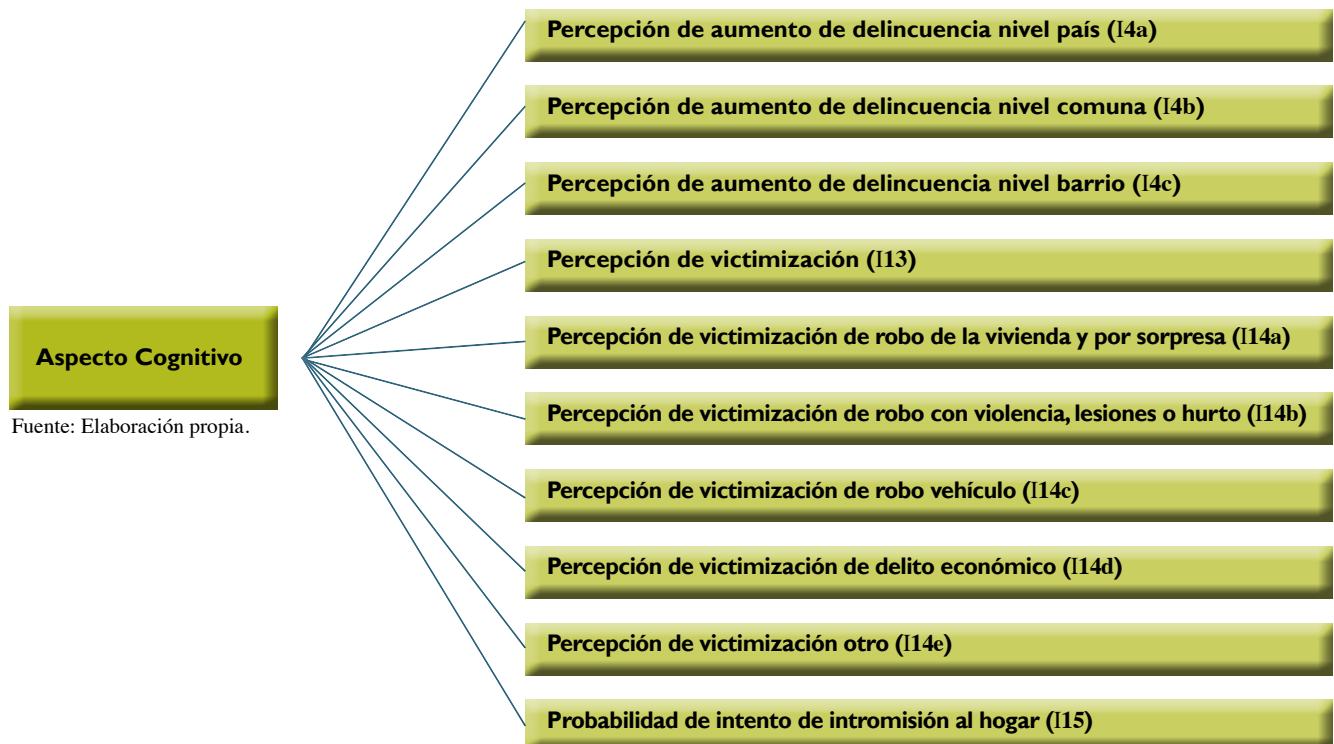 Percepción de aumento de delincuencia nivel país (I4a)
Percepción de aumento de delincuencia nivel comuna (I4b)
Percepción de aumento de delincuencia nivel barrio (I4c)
Percepción de victimización (I13)
Percepción de victimización de robo de la vivienda y por sorpresa (I14a)
Aspecto Cognitivo
Percepción de victimización de robo con violencia, lesiones o hurto (I14b)
Fuente: Elaboración propia.
Percepción de victimización de robo vehículo (I14c)
Percepción de victimización de delito económico (I14d)
Percepción de victimización otro (I14e)
Probabilidad de intento de intromisión al hogar (I15)